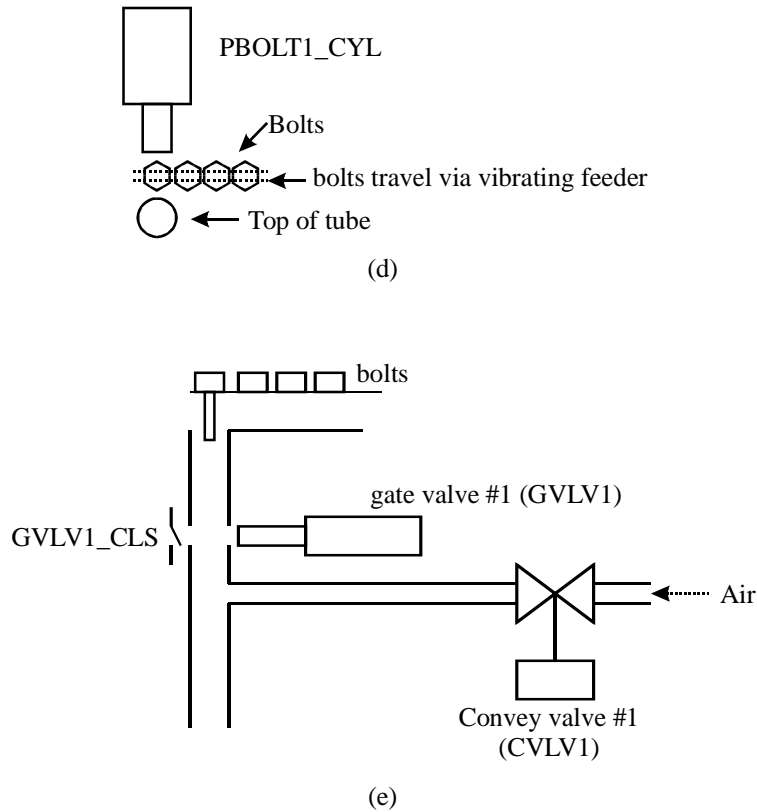 PBOLT1_CYL
Bolts
bolts travel via vibrating feeder
Top of tube
(d)
bolts
gate valve #1 (GVLV1)
GVLV1_CLS
Air
Convey valve #1
(CVLV1)
(e)